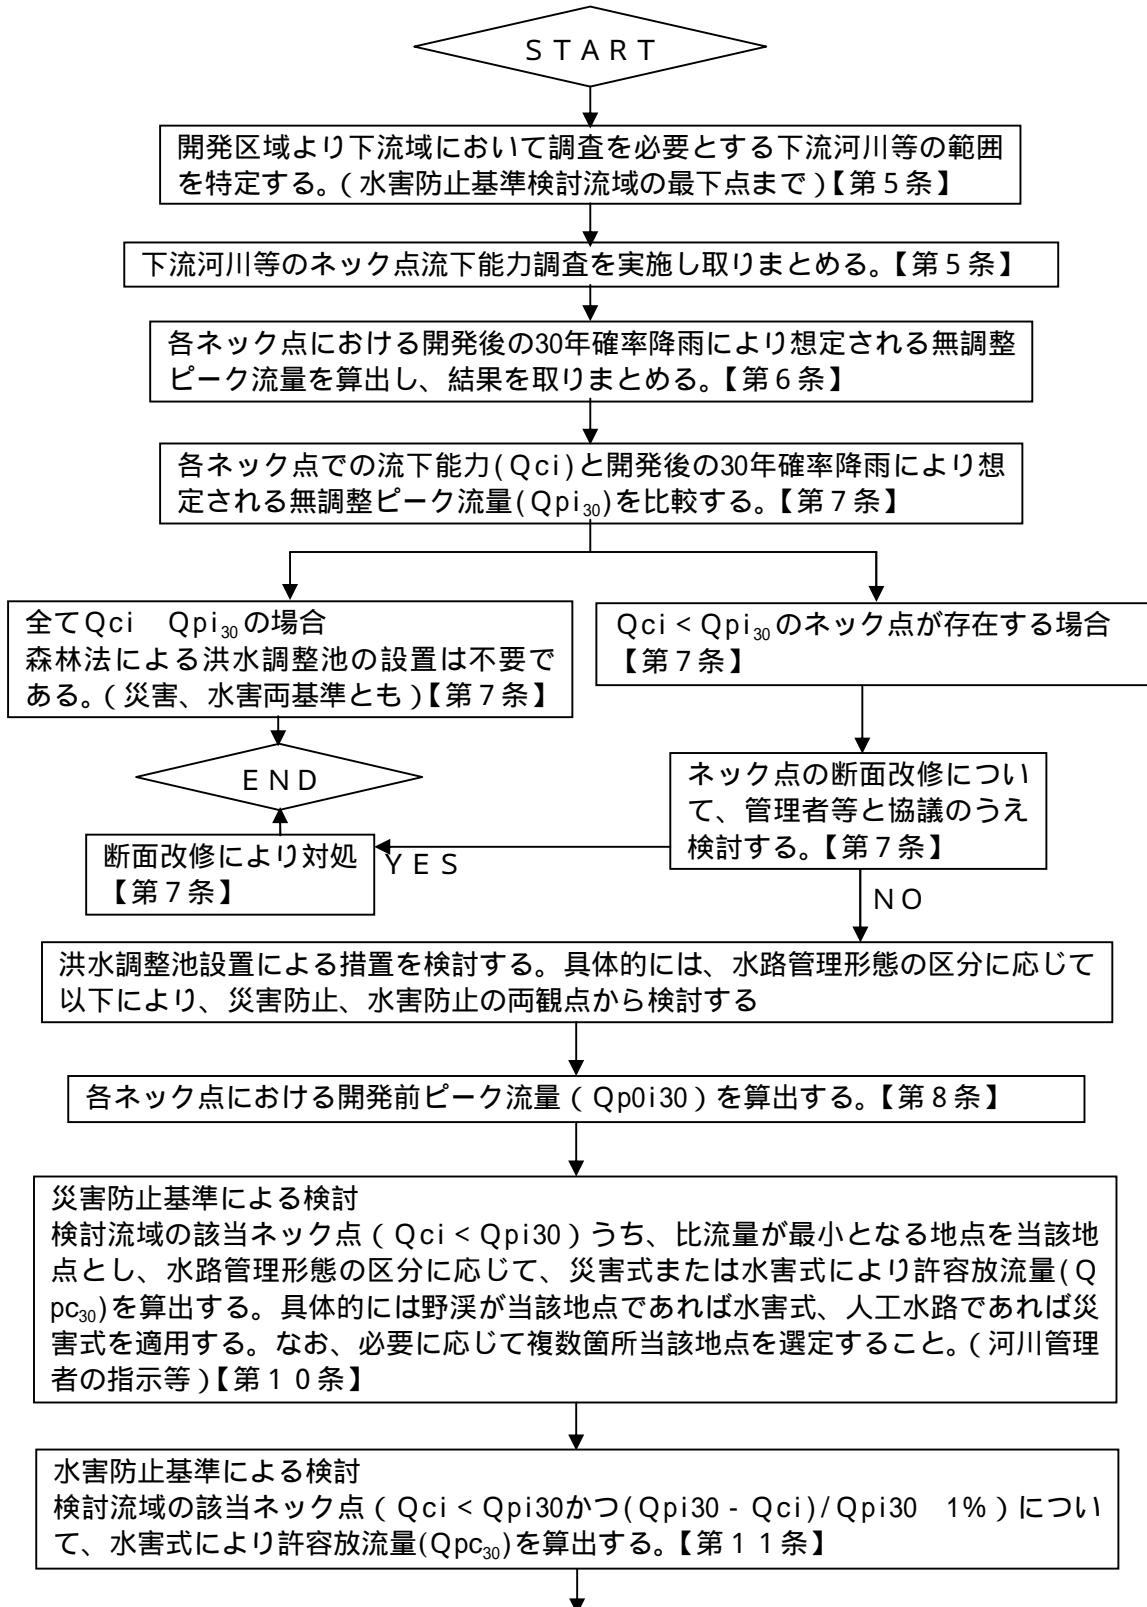 START
開発区域より下流域において調査を必要とする下流河川等の範囲
を特定する。(水害防止基準検討流域の最下点まで)【第5条】
下流河川等のネック点流下能力調査を実施し取りまとめる。【第5条】
各ネック点における開発後の30年確率降雨により想定される無調整
ピーク流量を算出し、結果を取りまとめる。【第6条】
各ネック点での流下能力(Qci)と開発後の30年確率降雨により想
定される無調整ピーク流量(Qpi30)を比較する。【第7条】
全てQci　Qpi30の場合
森林法による洪水調整池の設置は不要で
ある。(災害、水害両基準とも)【第7条】
Qci < Qpi30のネック点が存在する場合
【第7条】
END
ネック点の断面改修につい
て、管理者等と協議のうえ
検討する。【第7条】
断面改修により対処
【第7条】
YES
NO
洪水調整池設置による措置を検討する。具体的には、水路管理形態の区分に応じて
以下により、災害防止、水害防止の両観点から検討する
各ネック点における開発前ピーク流量(Qp0i30)を算出する。【第8条】
災害防止基準による検討
検討流域の該当ネック点(Qci < Qpi30)うち、比流量が最小となる地点を当該地
点とし、水路管理形態の区分に応じて、災害式または水害式により許容放流量(Q
pc30)を算出する。具体的には野渓が当該地点であれば水害式、人工水路であれば災
害式を適用する。なお、必要に応じて複数箇所当該地点を選定すること。(河川管理
者の指示等)【第10条】
水害防止基準による検討
検討流域の該当ネック点(Qci < Qpi30かつ(Qpi30 - Qci)/Qpi30　1%)につい
て、水害式により許容放流量(Qpc30)を算出する。【第11条】